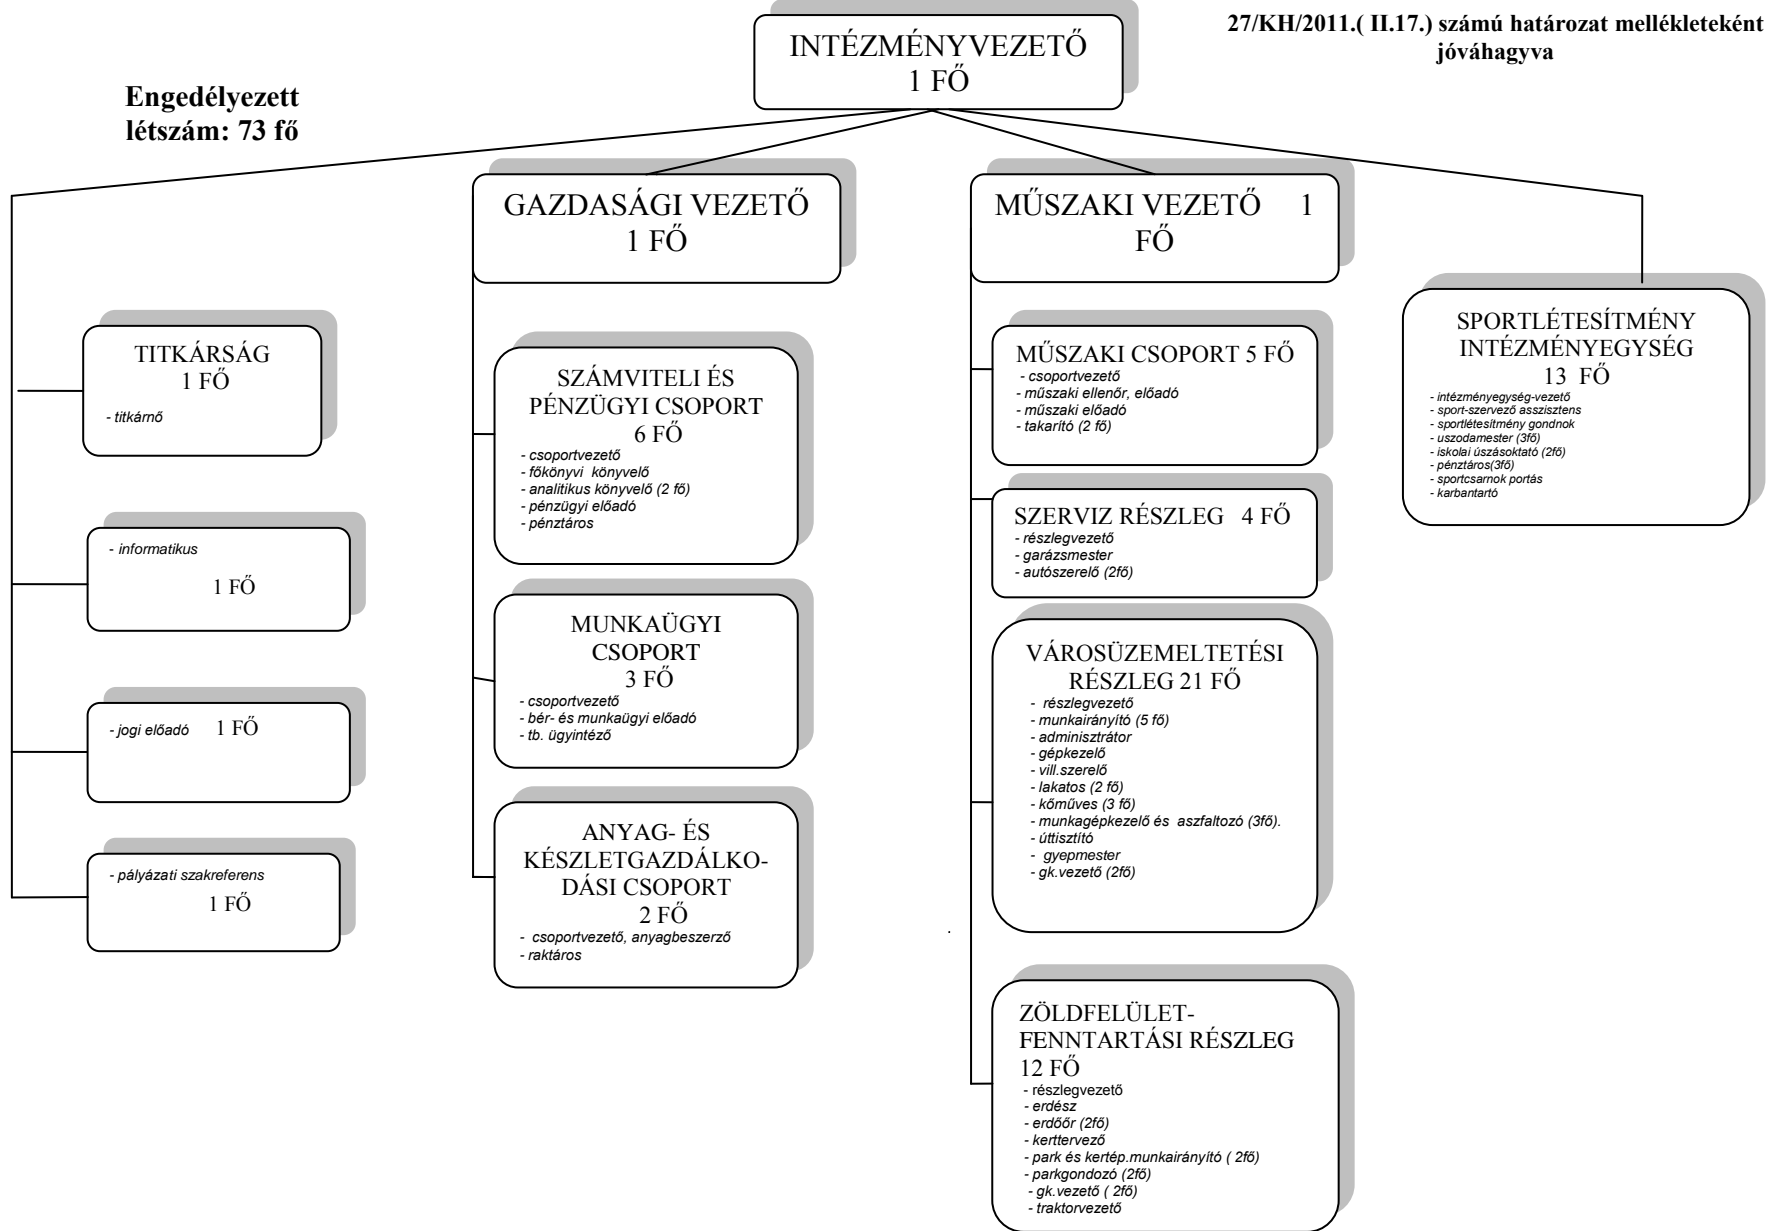 27/KH/2011.( II.17.) számú határozat mellékleteként
jóváhagyva
INTÉZMÉNYVEZETŐ
1 FŐ
Engedélyezett
létszám: 73 fő
GAZDASÁGI VEZETŐ
1 FŐ
MŰSZAKI VEZETŐ 1
FŐ
TITKÁRSÁG
1 FŐ
- titkárnő
- informatikus
1 FŐ
- jogi előadó 1 FŐ
- pályázati szakreferens
1 FŐ
SZÁMVITELI ÉS
PÉNZÜGYI CSOPORT
6 FŐ
- csoportvezető
- főkönyvi könyvelő
- analitikus könyvelő (2 fő)
- pénzügyi előadó
- pénztáros
MUNKAÜGYI
CSOPORT
3 FŐ
- csoportvezető
- bér- és munkaügyi előadó
- tb. ügyintéző
ANYAG- ÉS
KÉSZLETGAZDÁLKO-
DÁSI CSOPORT
2 FŐ
- csoportvezető, anyagbeszerző
- raktáros
MŰSZAKI CSOPORT 5 FŐ
- csoportvezető
- műszaki ellenőr, előadó
- műszaki előadó
- takarító (2 fő)
SZERVIZ RÉSZLEG 4 FŐ
- részlegvezető
- garázsmester
- autószerelő (2fő)
VÁROSÜZEMELTETÉSI
RÉSZLEG 21 FŐ
- részlegvezető
- munkairányító (5 fő)
- adminisztrátor
- gépkezelő
- vill.szerelő
- lakatos (2 fő)
- kőműves (3 fő)
- munkagépkezelő és aszfaltozó (3fő).
- úttisztító
- gyepmester
- gk.vezető (2fő)
ZÖLDFELÜLET-
FENNTARTÁSI RÉSZLEG
12 FŐ
- részlegvezető
- erdész
- erdőőr (2fő)
- kerttervező
- park és kertép.munkairányító ( 2fő)
- parkgondozó (2fő)
- gk.vezető ( 2fő)
- traktorvezető
SPORTLÉTESÍTMÉNY
INTÉZMÉNYEGYSÉG
13 FŐ
- intézményegység-vezető
- sport-szervező asszisztens
- sportlétesítmény gondnok
- uszodamester (3fő)
- iskolai úszásoktató (2fő)
- pénztáros(3fő)
- sportcsarnok portás
- karbantartó